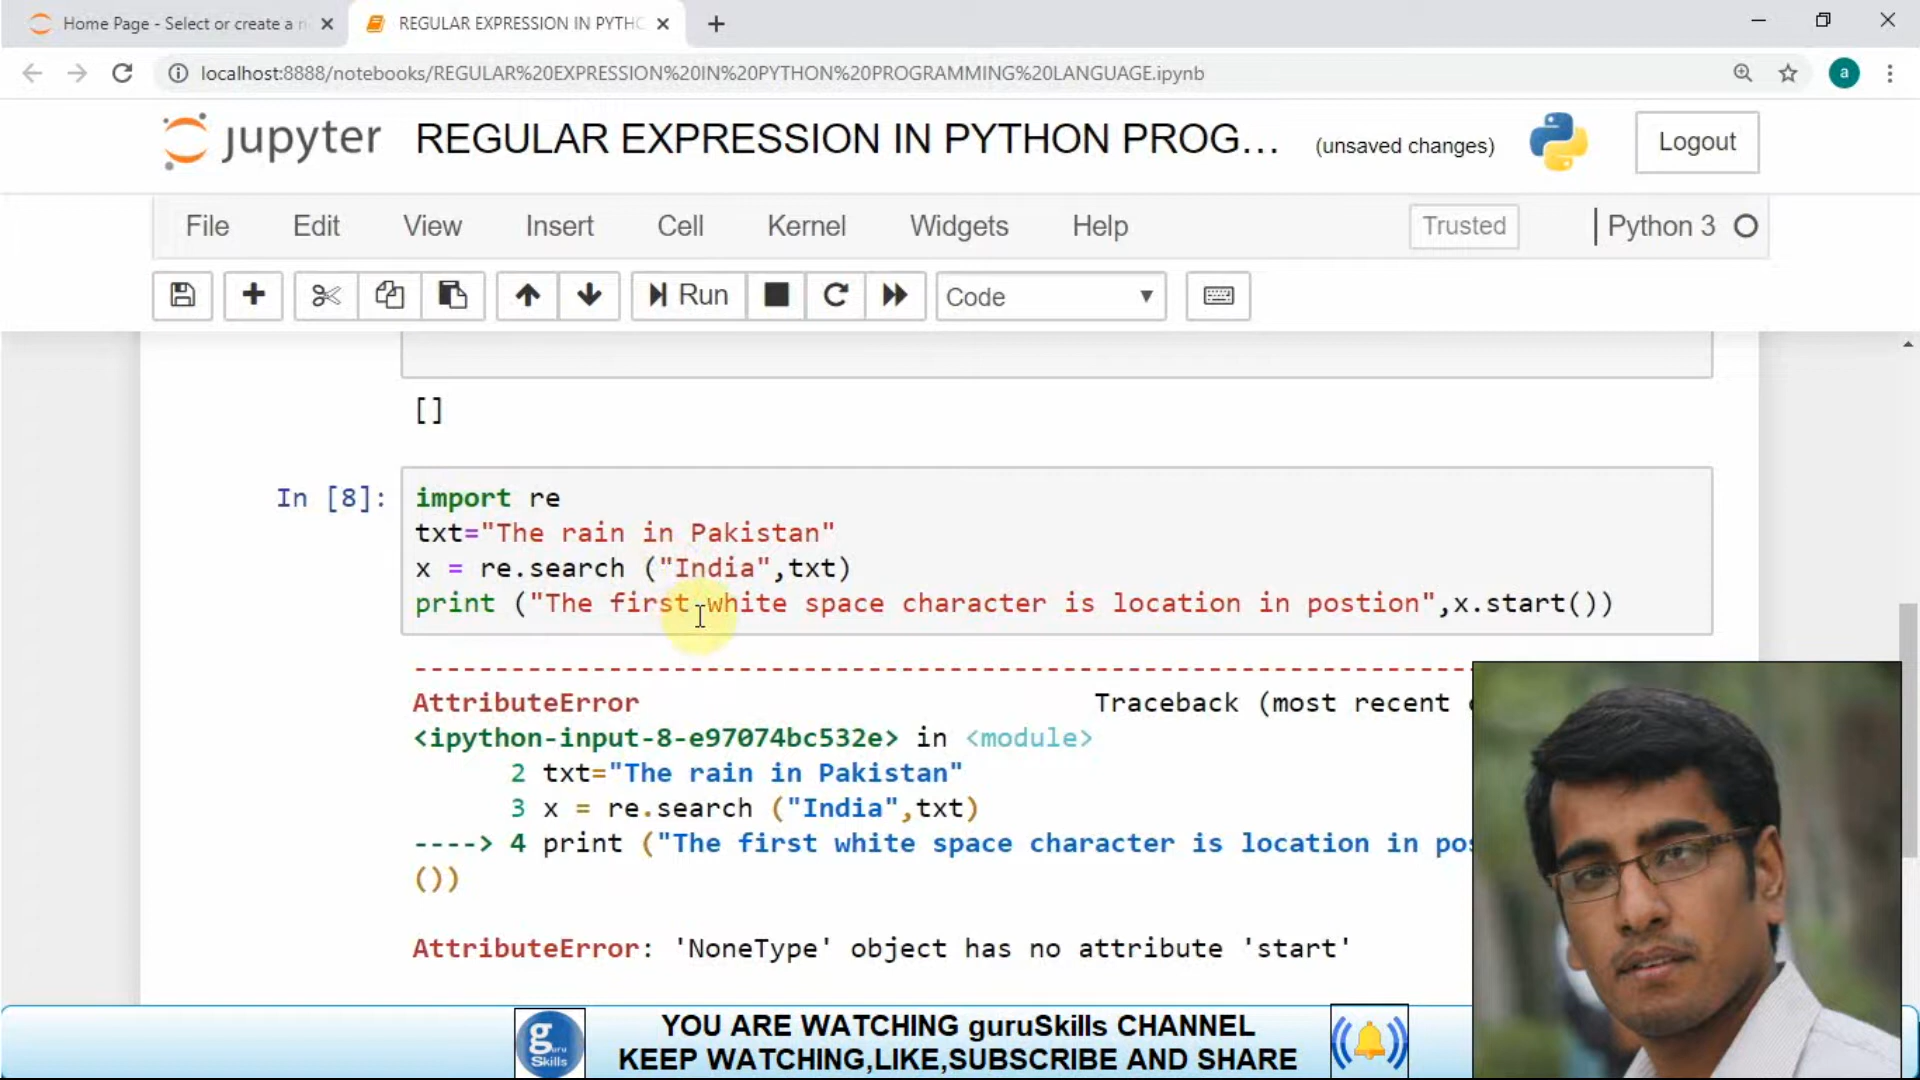 Home Page - Select or create a n
REGULAR EXPRESSION IN PYTHO
localhost:8888/notebooks/REGULAR%20EXPRESSION%20IN%20PYTHON%20PROGRAMMING%20LANGUAGE.ipynb
a
jupyter REGULAR EXPRESSION IN PYTHON PROG... (unsaved changes) Logout
File Edit View Insert Cell Kernel Widgets Help Trusted Python 3
Run Code
[]
In [8]: import re
txt="The rain in Pakistan"
x = re.search ("India",txt)
print ("The first white space character is location in postion",x.start())
--------------------------------------------------------------------------
AttributeError Traceback (most recent
<ipython-input-8-e97074bc532e> in <module>
2 txt="The rain in Pakistan"
3 x = re.search ("India",txt)
----> 4 print ("The first white space character is location in pos
())
AttributeError: 'NoneType' object has no attribute 'start'
guru
Skills
YOU ARE WATCHING guruSkills CHANNEL
KEEP WATCHING,LIKE,SUBSCRIBE AND SHARE